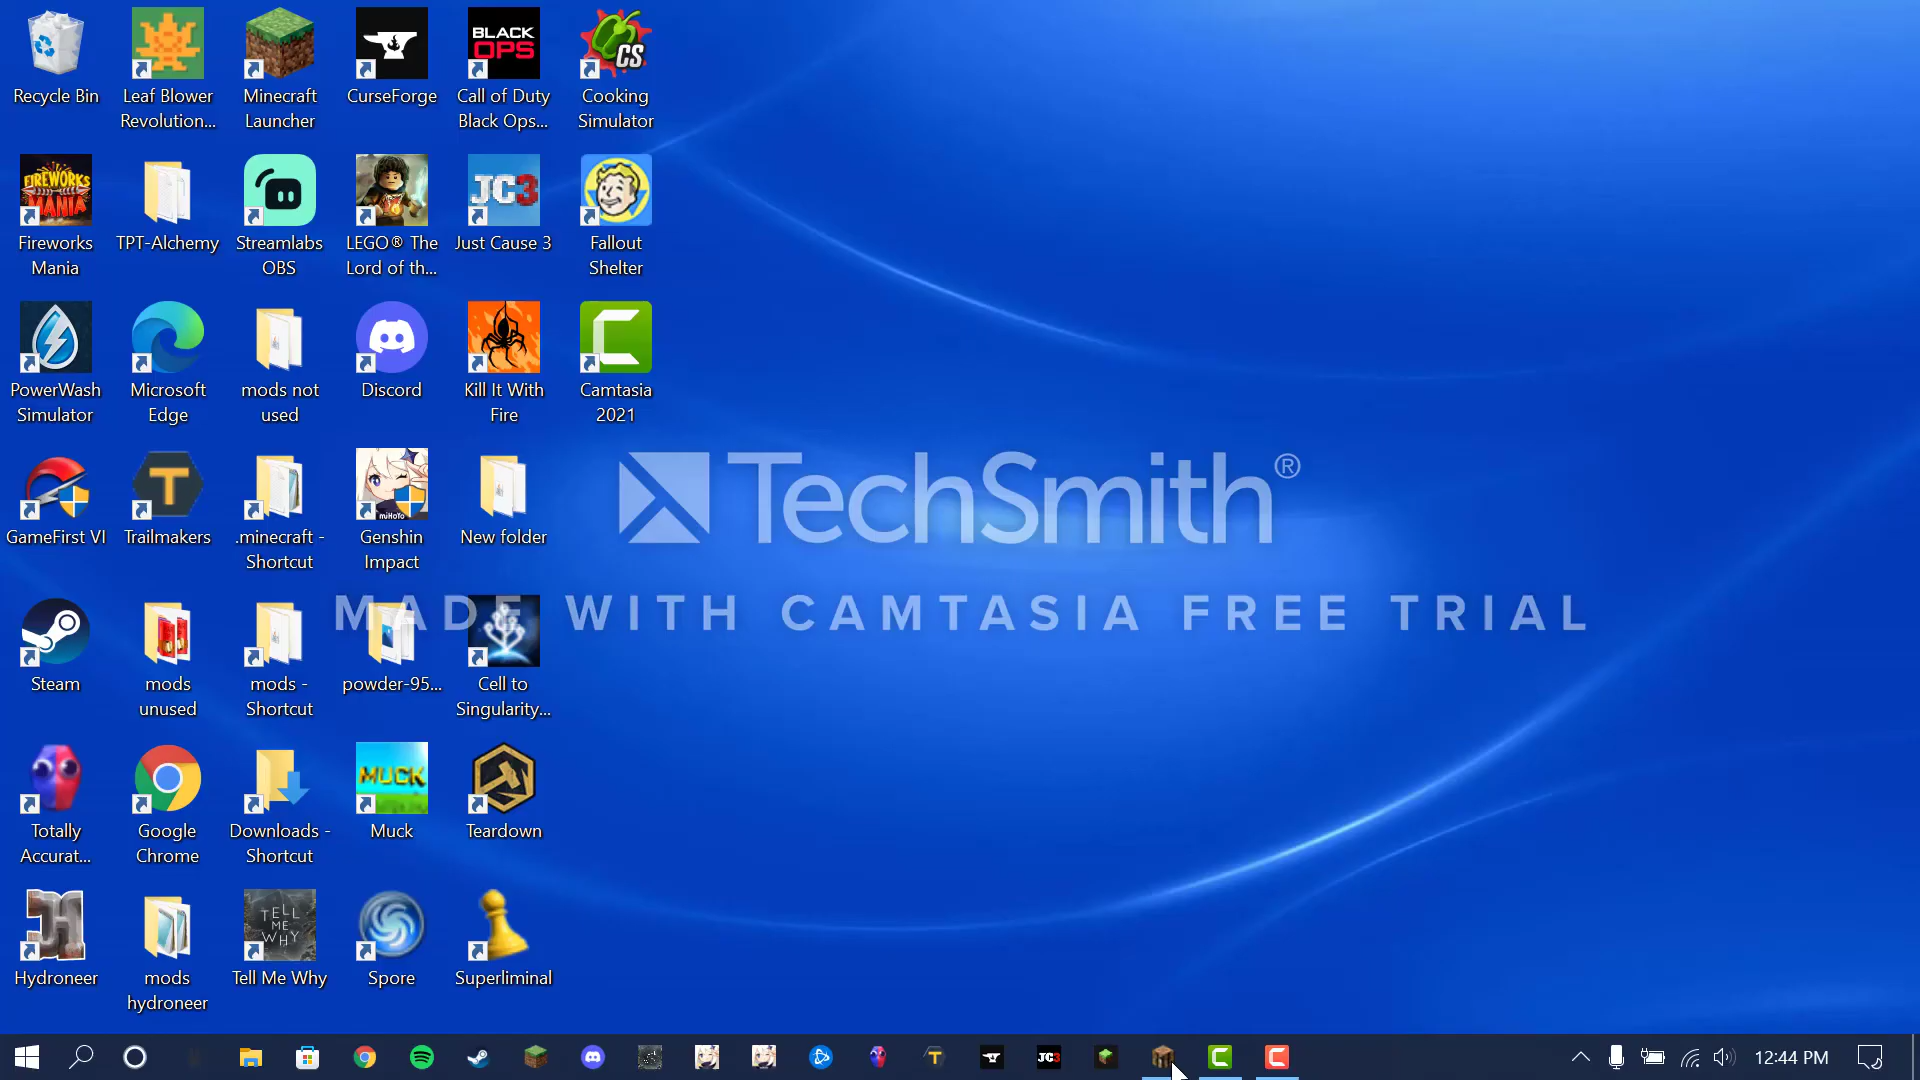 Recycle Bin
Leaf Blower
Revolution...
Minecraft
Launcher
CurseForge
BLACK
OPS
Call of Duty
Black Ops...
CS
Cooking
Simulator
FIREWORKS
MANIA
Fireworks
Mania
TPT-Alchemy
Streamlabs
OBS
LEGO® The
Lord of th...
JC3
Just Cause 3
Fallout
Shelter
PowerWash
Simulator
Microsoft
Edge
mods not
used
Discord
Kill It With
Fire
Camtasia
2021
GameFirst VI
T
Trailmakers
.minecraft -
Shortcut
miHoYo
Genshin
Impact
New folder
TechSmith®
MADE WITH CAMTASIA FREE TRIAL
Steam
mods
unused
mods -
Shortcut
powder-95...
Cell to
Singularity...
Totally
Accurat...
Google
Chrome
Downloads -
Shortcut
MUCK
Muck
Teardown
Hydroneer
mods
hydroneer
TELL
ME
WHY
Tell Me Why
Spore
Superliminal
T
JC3
12:44 PM